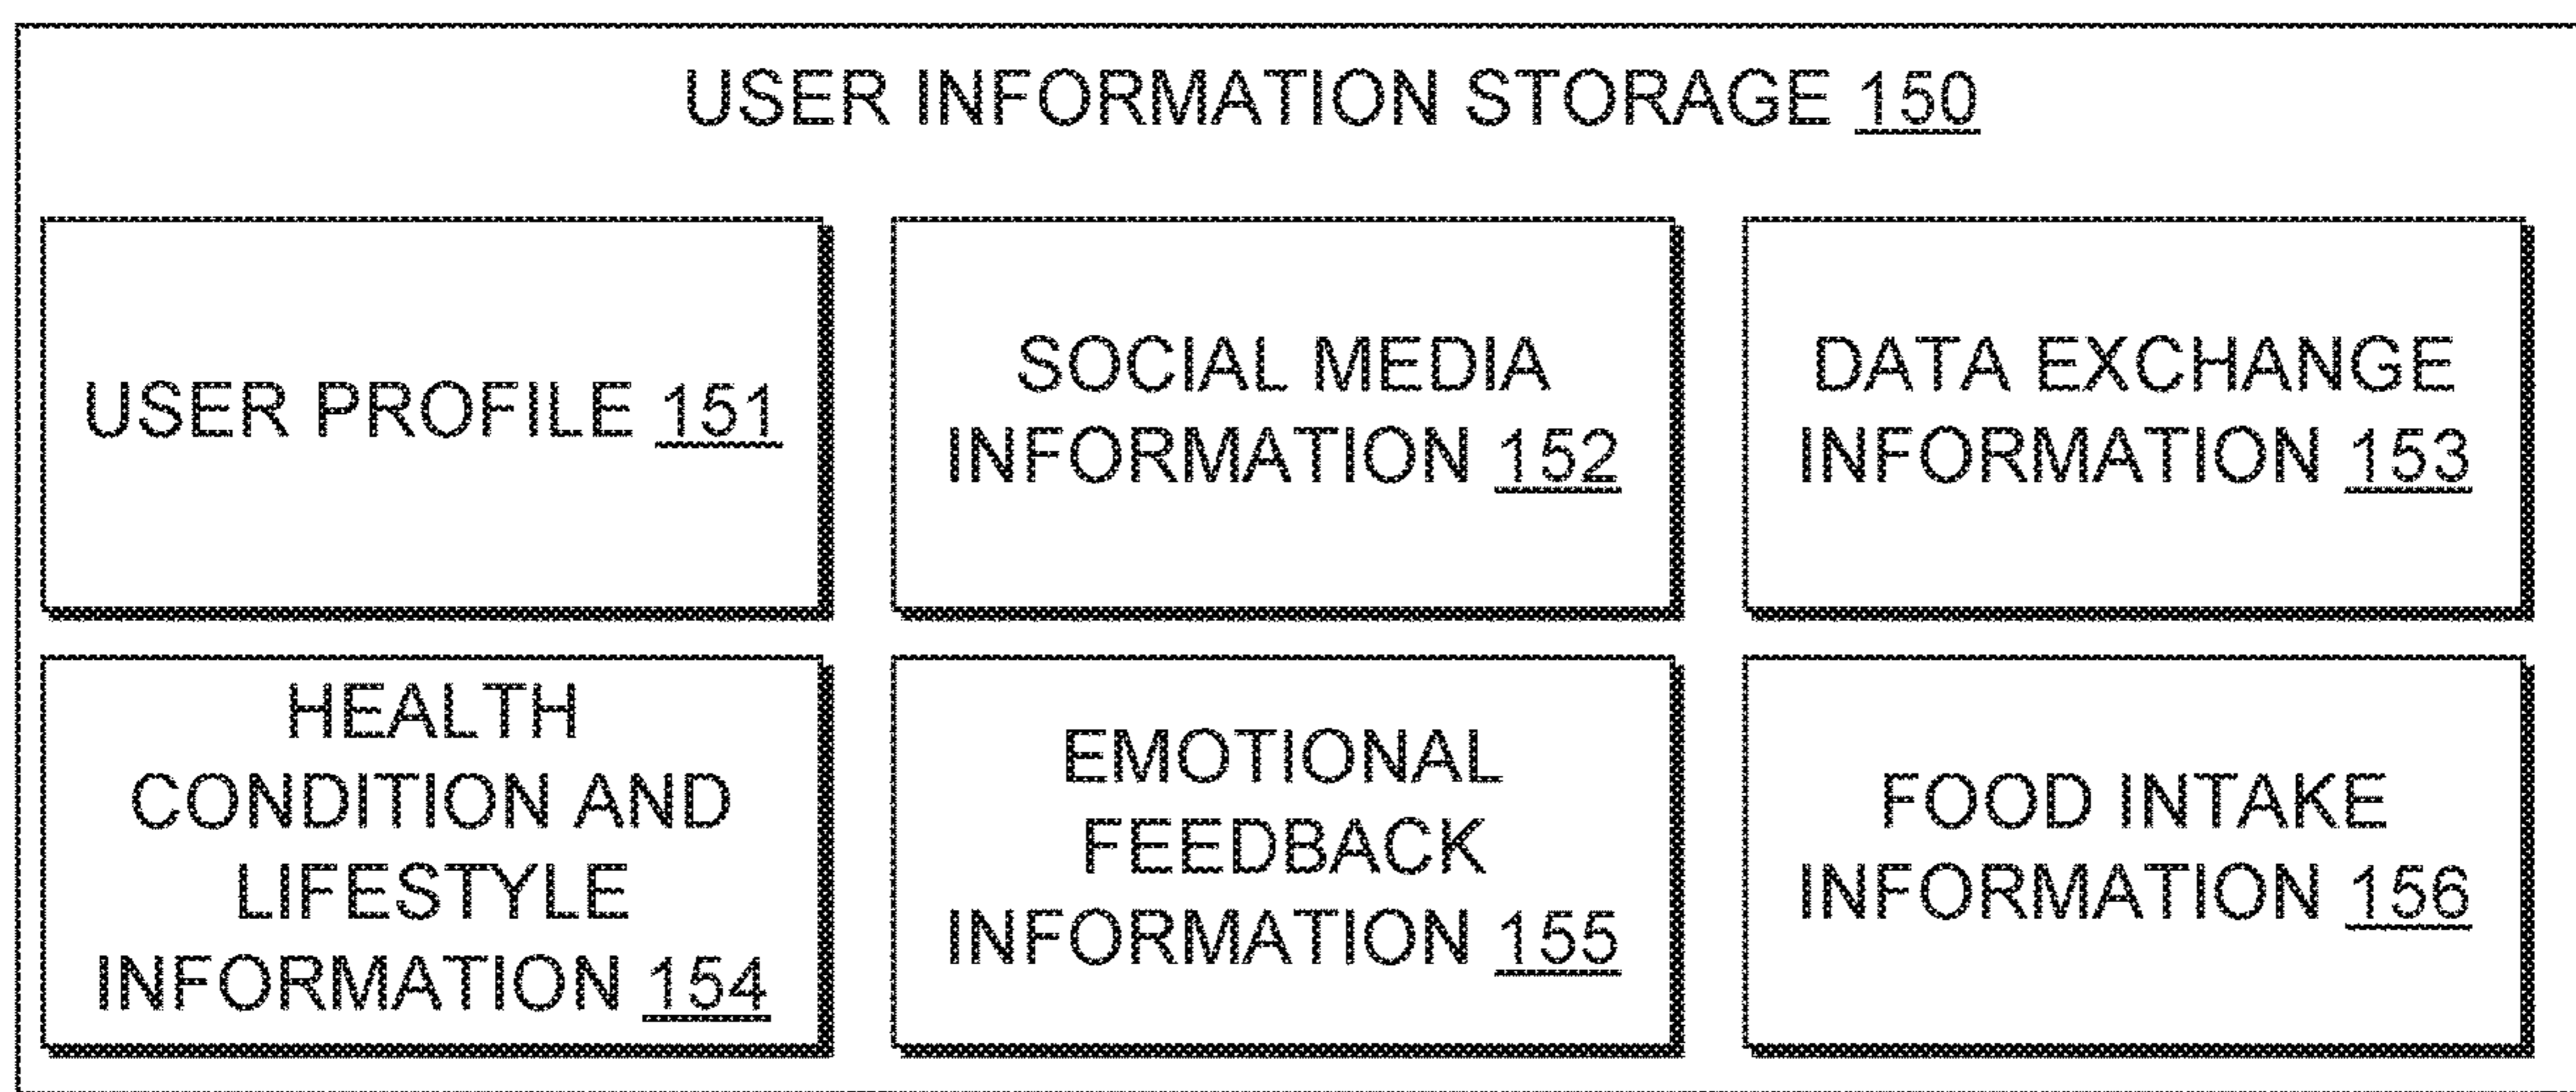 USER INFORMATION STORAGE 150
USER PROFILE 151
SOCIAL MEDIA
INFORMATION 152
DATA EXCHANGE
INFORMATION 153
HEALTH
CONDITION AND
LIFESTYLE
INFORMATION 154
EMOTIONAL
FEEDBACK
INFORMATION 155
FOOD INTAKE
INFORMATION 156